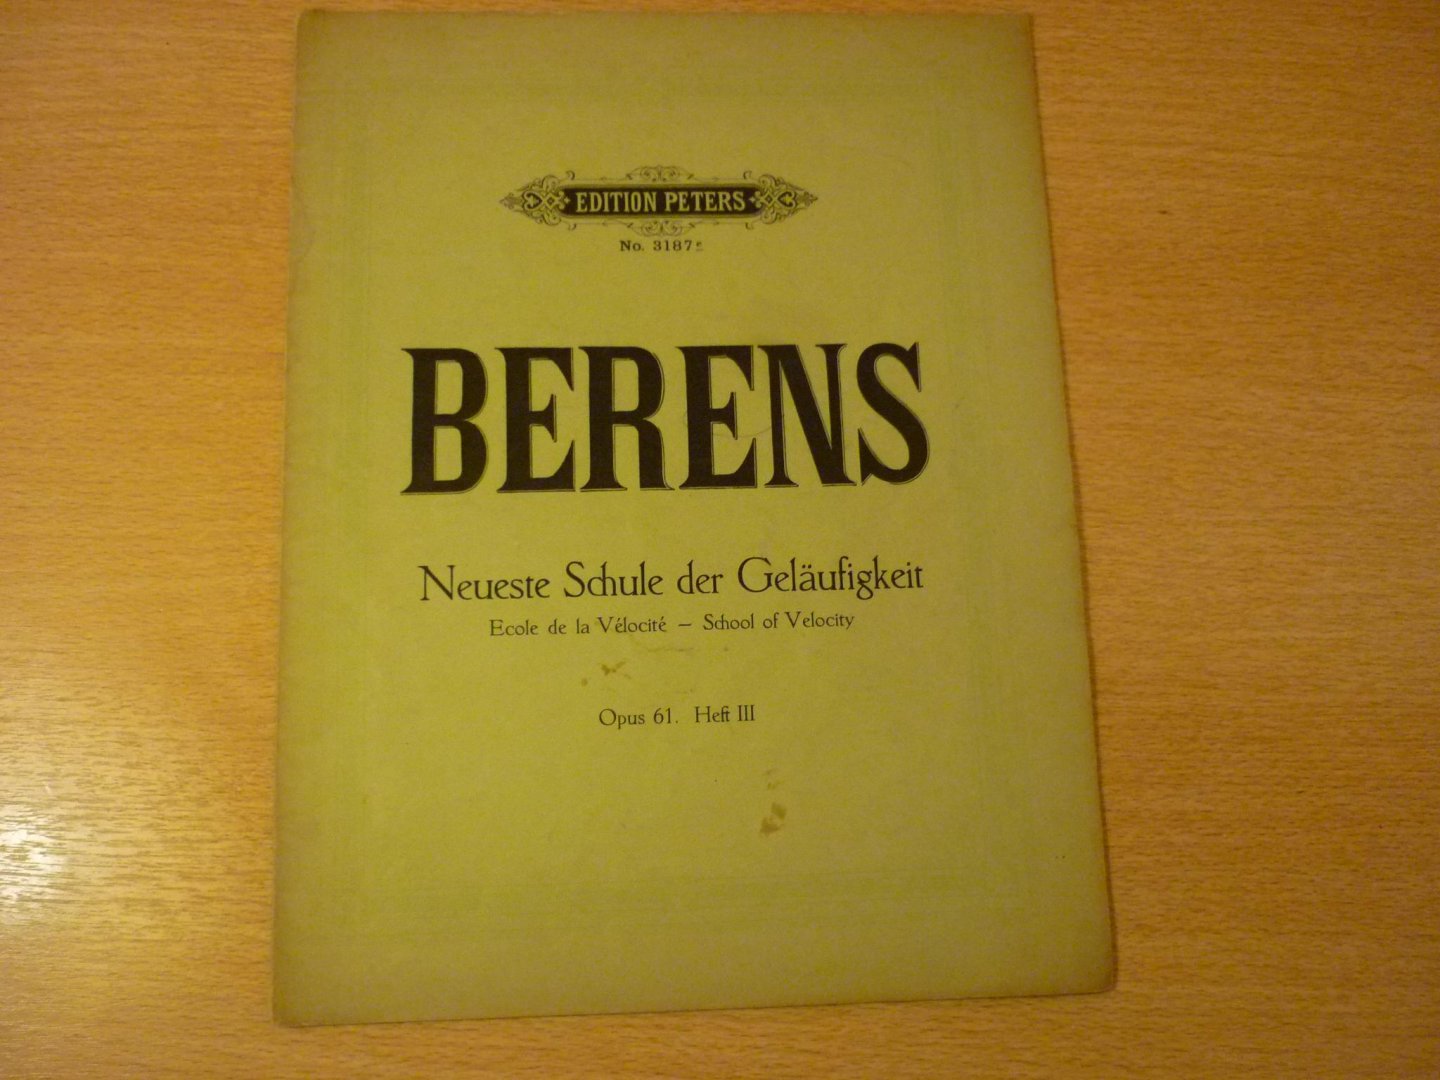 EDITION PETERS
No. 3187
BERENS
Neueste Schule der Geläufigkeit
Ecole de la Vélocité – School of Velocity
Opus 61. Heft III